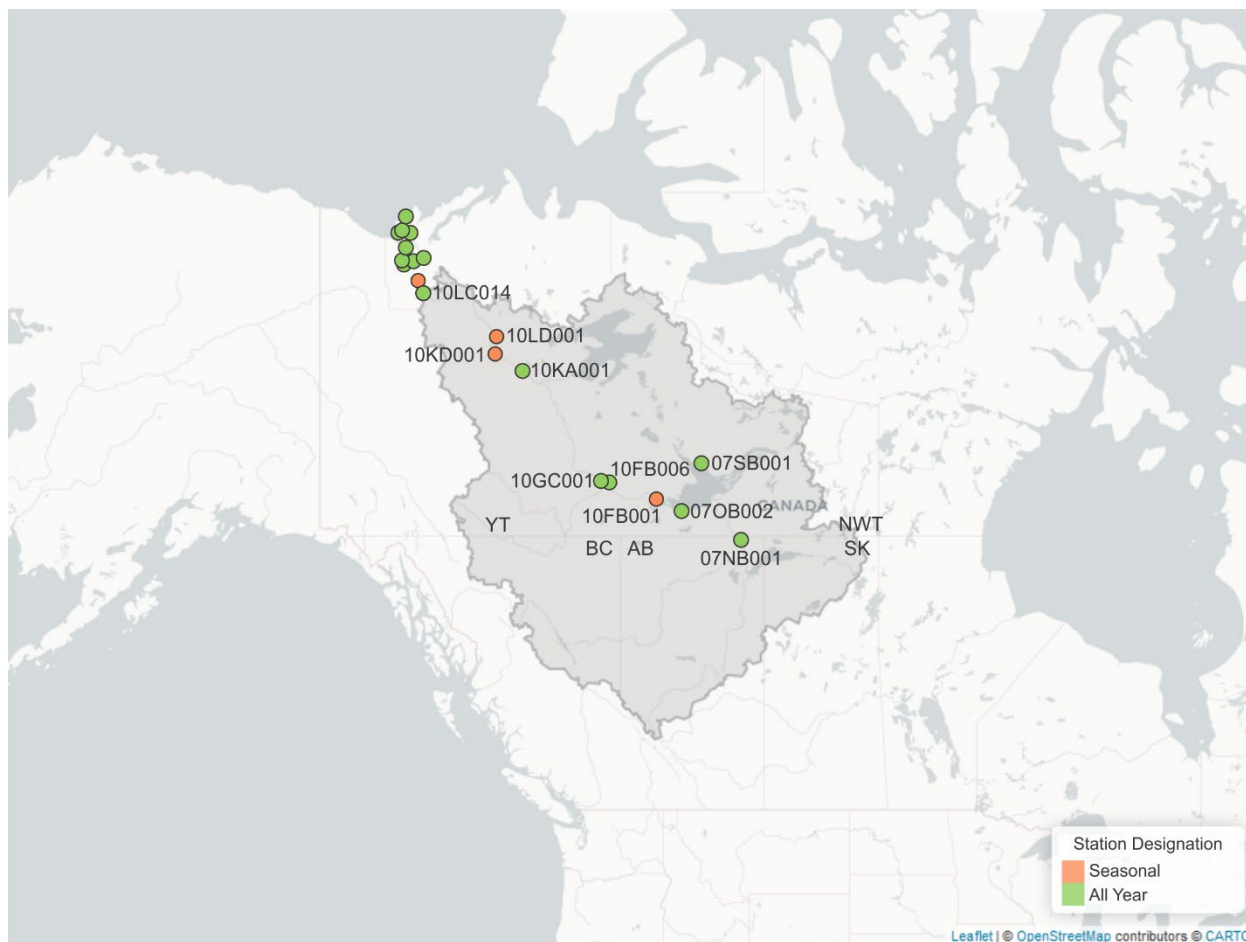 10LC014
10LD001
10KD001
10KA001
07SB001
10FB006
10GC001
CANADA
10FB001
07OB002
YT
NWT
BC
AB
SK
07NB001
Station Designation
Seasonal
All Year
Leaflet | © OpenStreetMap contributors © CARTO